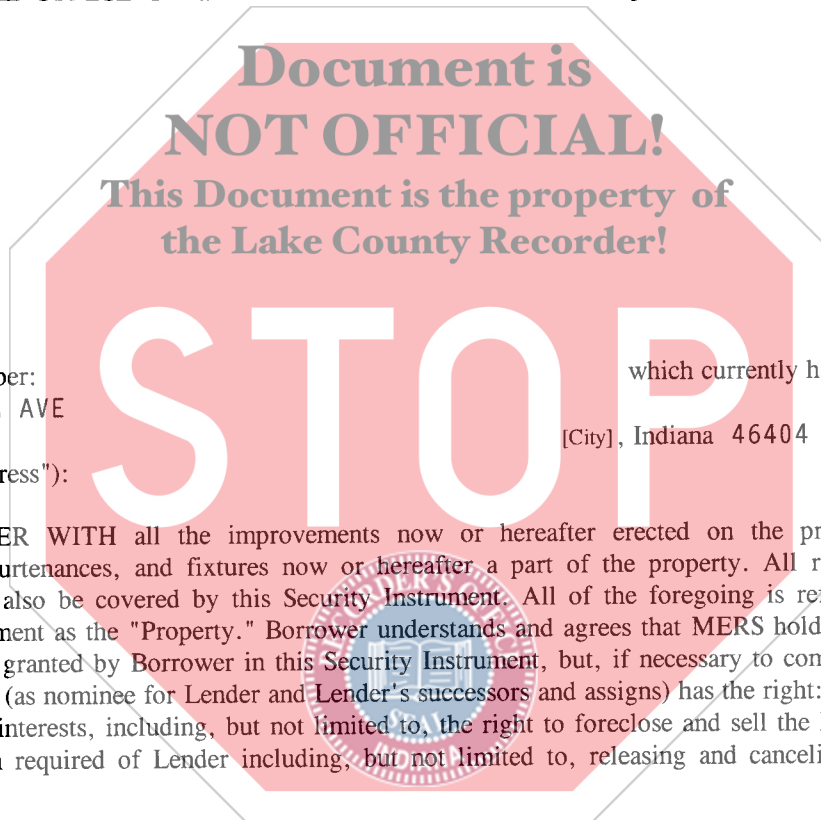 Document is
NOT OFFICIAL!
This Document is the property of
the Lake County Recorder!
STOP
which currently h
AVE
[City], Indiana 46404
ress"):
ER WITH all the improvements now or hereafter erected on the pr
urtenances, and fixtures now or hereafter a part of the property. All r
also be covered by this Security Instrument. All of the foregoing is re
ment as the "Property." Borrower understands and agrees that MERS hold
granted by Borrower in this Security Instrument, but, if necessary to com
(as nominee for Lender and Lender's successors and assigns) has the right:
interests, including, but not limited to, the right to foreclose and sell the
required of Lender including, but not limited to, releasing and canceli
SEAL
INDIANA